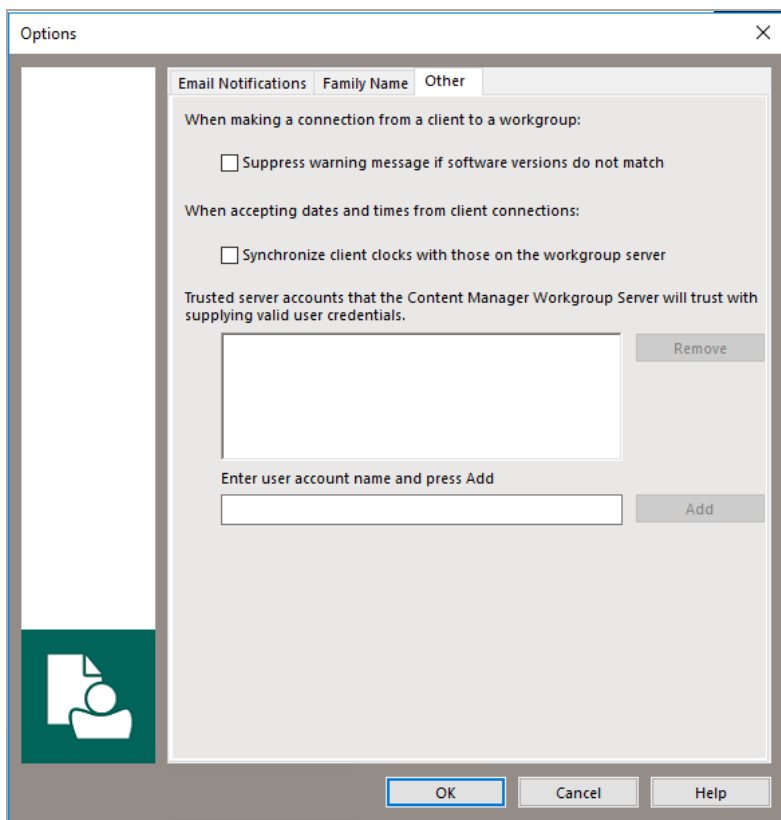 Options
Email Notifications Family Name Other
When making a connection from a client to a workgroup:
Suppress warning message if software versions do not match
When accepting dates and times from client connections:
Synchronize client clocks with those on the workgroup server
Trusted server accounts that the Content Manager Workgroup Server will trust with
supplying valid user credentials.
Remove
Enter user account name and press Add
Add
OK Cancel Help